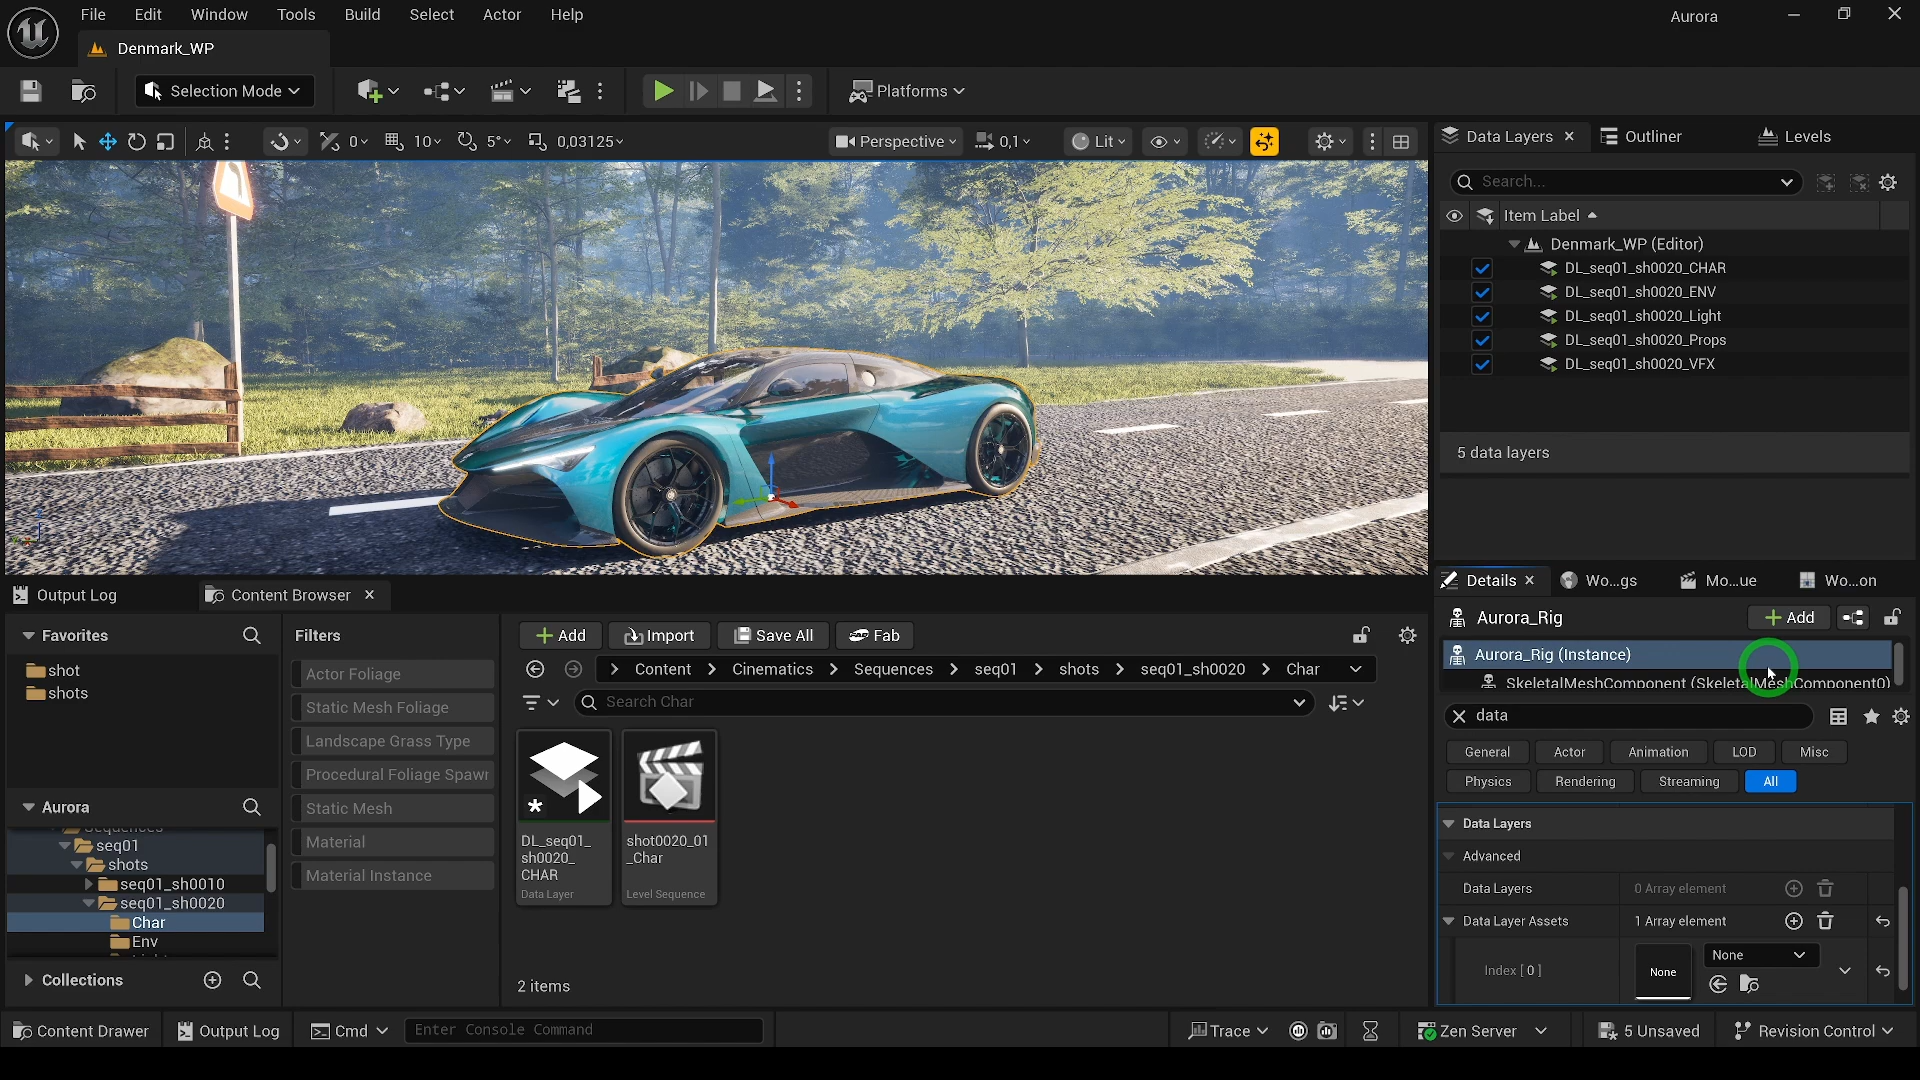 File Edit Window Tools Build Select Actor Help Aurora
Denmark_WP
Selection Mode Platforms
0 10 5° 0,03125 Perspective 0,1 Lit
Data Layers Outliner Levels
Search...
Item Label
Denmark_WP (Editor)
DL_seq01_sh0020_CHAR
DL_seq01_sh0020_ENV
DL_seq01_sh0020_Light
DL_seq01_sh0020_Props
DL_seq01_sh0020_VFX
5 data layers
Output Log Content Browser
Favorites
shot
shots
Aurora
Sequences
seq01
shots
seq01_sh0010
seq01_sh0020
Char
Env
Collections
Filters
Actor Foliage
Static Mesh Foliage
Landscape Grass Type
Procedural Foliage Spawn
Static Mesh
Material
Material Instance
Add Import Save All Fab
Content Cinematics Sequences seq01 shots seq01_sh0020 Char
Search Char
DL_seq01_
sh0020_
CHAR
Data Layer
shot0020_01
_Char
Level Sequence
2 items
Details Wo...gs Mo...ue Wo...on
Aurora_Rig Add
Aurora_Rig (Instance)
SkeletalMeshComponent (SkeletalMeshComponent0)
data
General Actor Animation LOD Misc
Physics Rendering Streaming All
Data Layers
Advanced
Data Layers 0 Array element
Data Layer Assets 1 Array element
Index [ 0 ] None None
Content Drawer Output Log Cmd Enter Console Command Trace Zen Server 5 Unsaved Revision Control